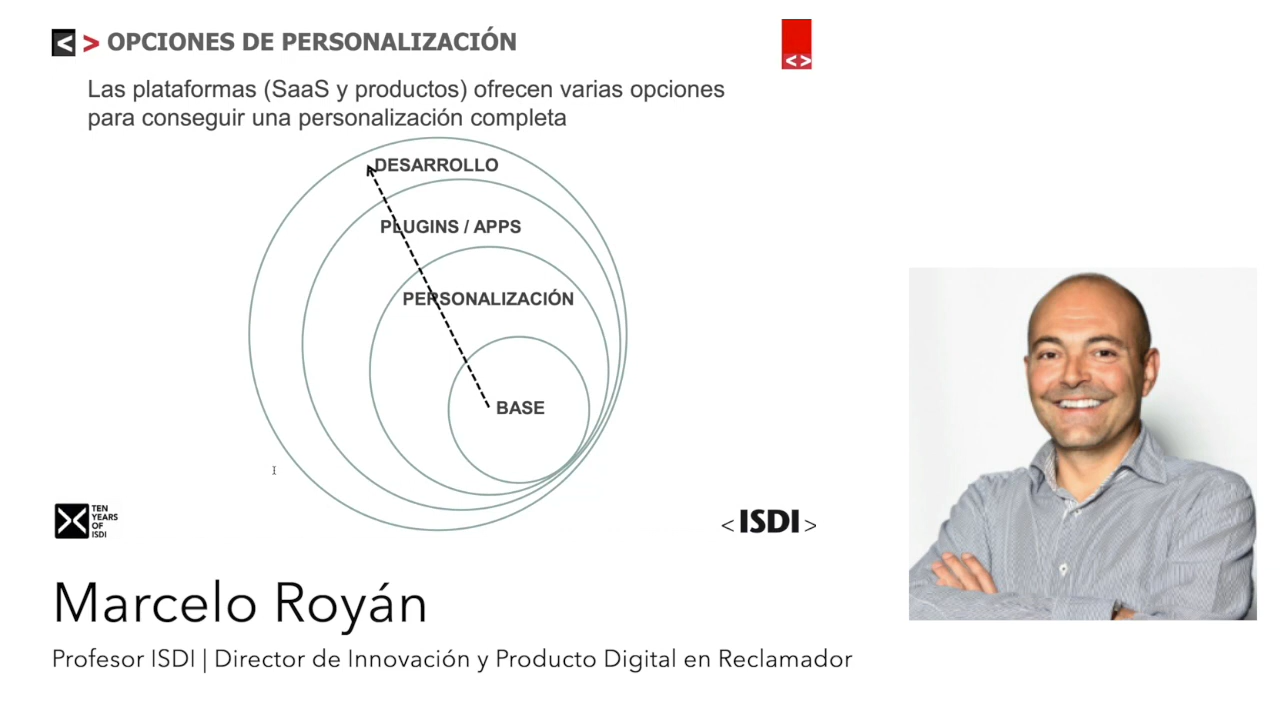 < > OPCIONES DE PERSONALIZACIÓN
< >
Las plataformas (SaaS y productos) ofrecen varias opciones
para conseguir una personalización completa
DESARROLLO
PLUGINS / APPS
PERSONALIZACIÓN
BASE
TEN
YEARS
OF
ISDI
< ISDI >
Marcelo Royán
Profesor ISDI | Director de Innovación y Producto Digital en Reclamador